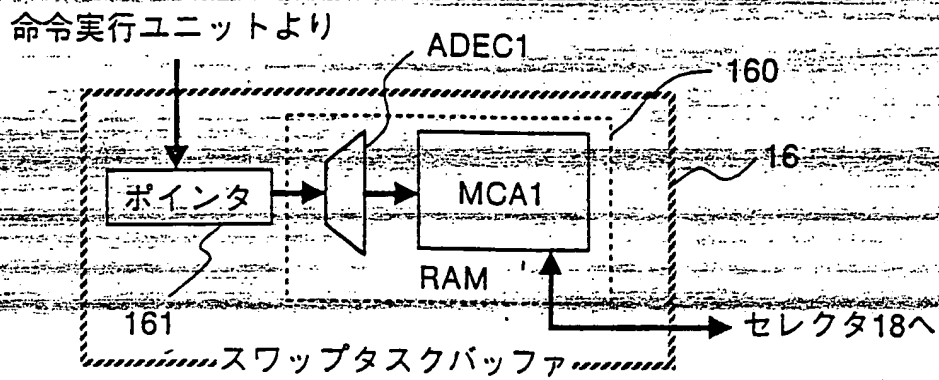 命令実行ユニットより
ADEC1
160
16
ポインタ
MCA1
RAM
161
セレクタ18へ
スワップタスクバッファ